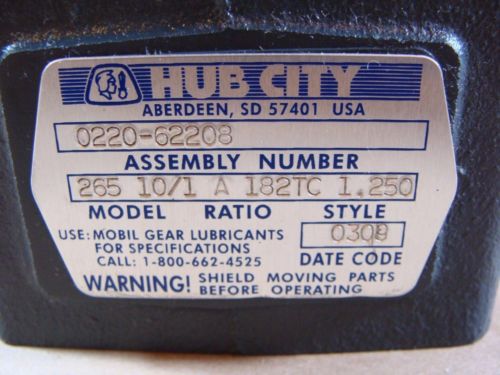 HUB CITY
ABERDEEN, SD 57401 USA
0220-62208
ASSEMBLY NUMBER
265 10/1 A 182TC 1.250
MODEL RATIO STYLE
USE: MOBIL GEAR LUBRICANTS
FOR SPECIFICATIONS
CALL: 1-800-662-4525
0309
DATE CODE
WARNING! SHIELD MOVING PARTS
BEFORE OPERATING